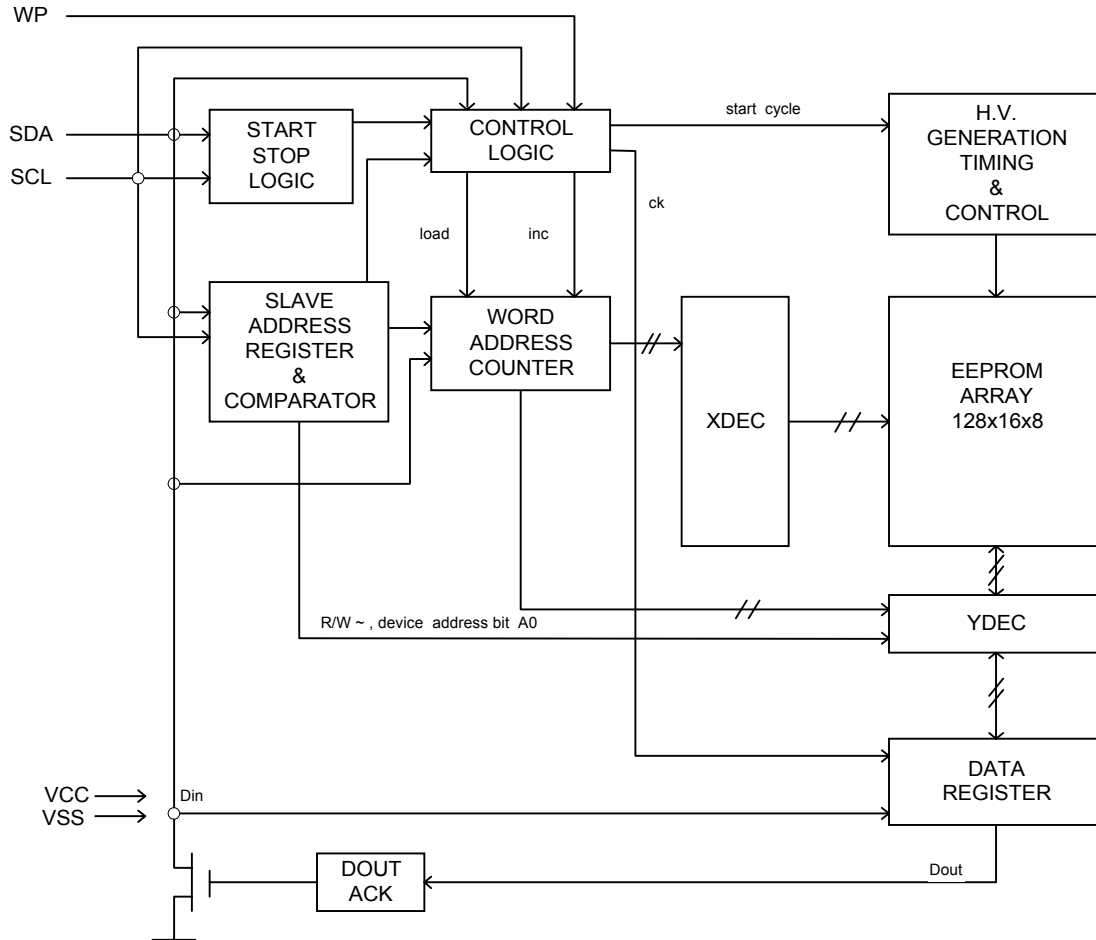 WP
SDA
SCL
START
STOP
LOGIC
CONTROL
LOGIC
start cycle
H.V.
GENERATION
TIMING
&
CONTROL
load
inc
ck
SLAVE
ADDRESS
REGISTER
&
COMPARATOR
WORD
ADDRESS
COUNTER
XDEC
EEPROM
ARRAY
128x16x8
R/W ~ , device address bit A0
YDEC
VCC
VSS
Din
DATA
REGISTER
DOUT
ACK
Dout